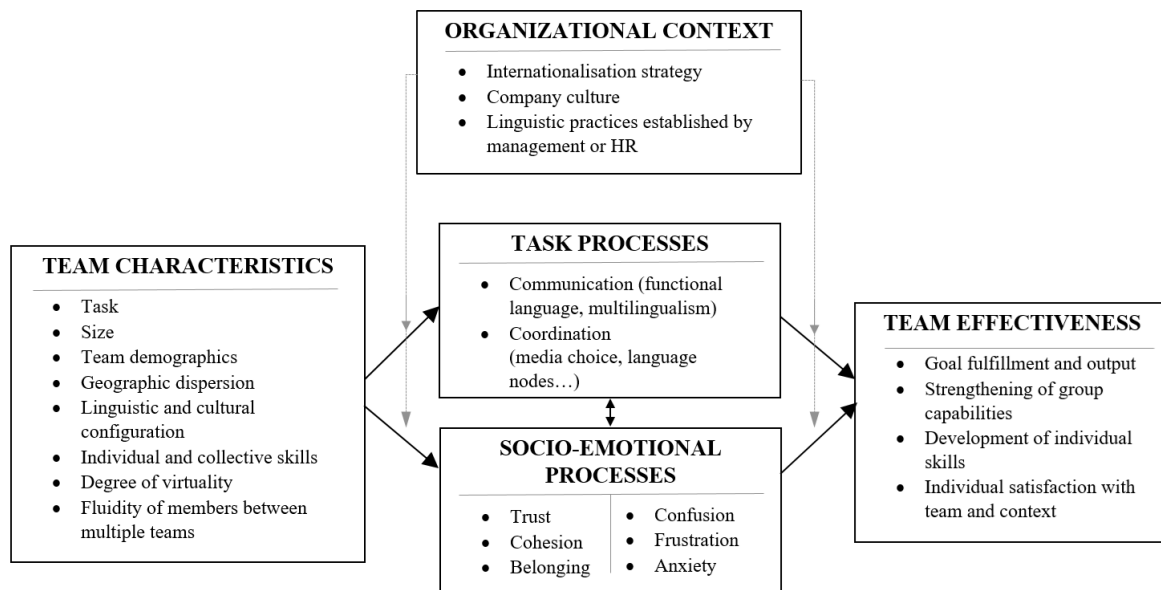 ORGANIZATIONAL CONTEXT
• Internationalisation strategy
• Company culture
• Linguistic practices established by
management or HR
TEAM CHARACTERISTICS
• Task
• Size
• Team demographics
• Geographic dispersion
• Linguistic and cultural
configuration
• Individual and collective skills
• Degree of virtuality
• Fluidity of members between
multiple teams
TASK PROCESSES
• Communication (functional
language, multilingualism)
• Coordination
(media choice, language
nodes…)
SOCIO-EMOTIONAL
PROCESSES
• Trust
• Cohesion
• Belonging
• Confusion
• Frustration
• Anxiety
TEAM EFFECTIVENESS
• Goal fulfillment and output
• Strengthening of group
capabilities
• Development of individual
skills
• Individual satisfaction with
team and context